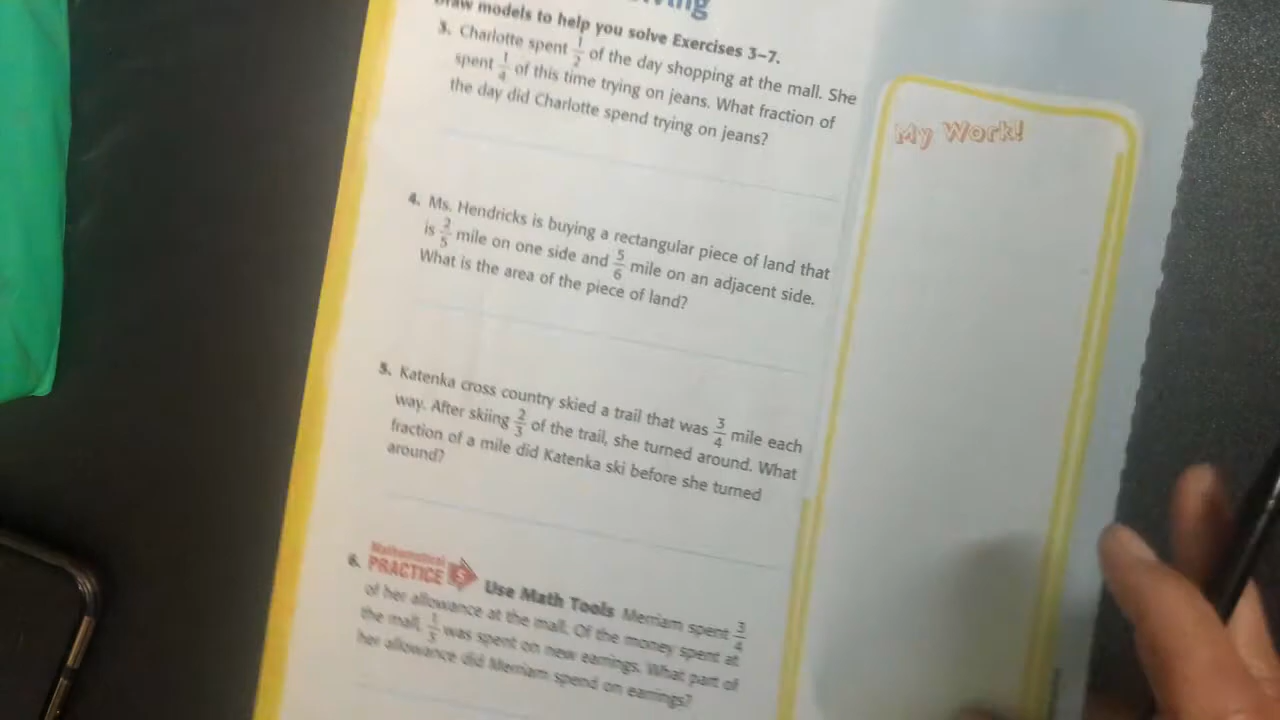 models to help you solve Exercises 3–7.
3. Charlotte spent 1/2 of the day shopping at the mall. She
spent 1/4 of this time trying on jeans. What fraction of
the day did Charlotte spend trying on jeans?
My Work!
4. Ms. Hendricks is buying a rectangular piece of land that
is 2/5 mile on one side and 5/6 mile on an adjacent side.
What is the area of the piece of land?
5. Katenka cross country skied a trail that was 3/4 mile each
way. After skiing 2/3 of the trail, she turned around. What
fraction of a mile did Katenka ski before she turned
around?
6. Mathematical
PRACTICE 5 Use Math Tools Merriam spent 3/4
of her allowance at the mall. Of the money spent at
the mall, 1/3 was spent on new earrings. What part of
her allowance did Merriam spend on earrings?